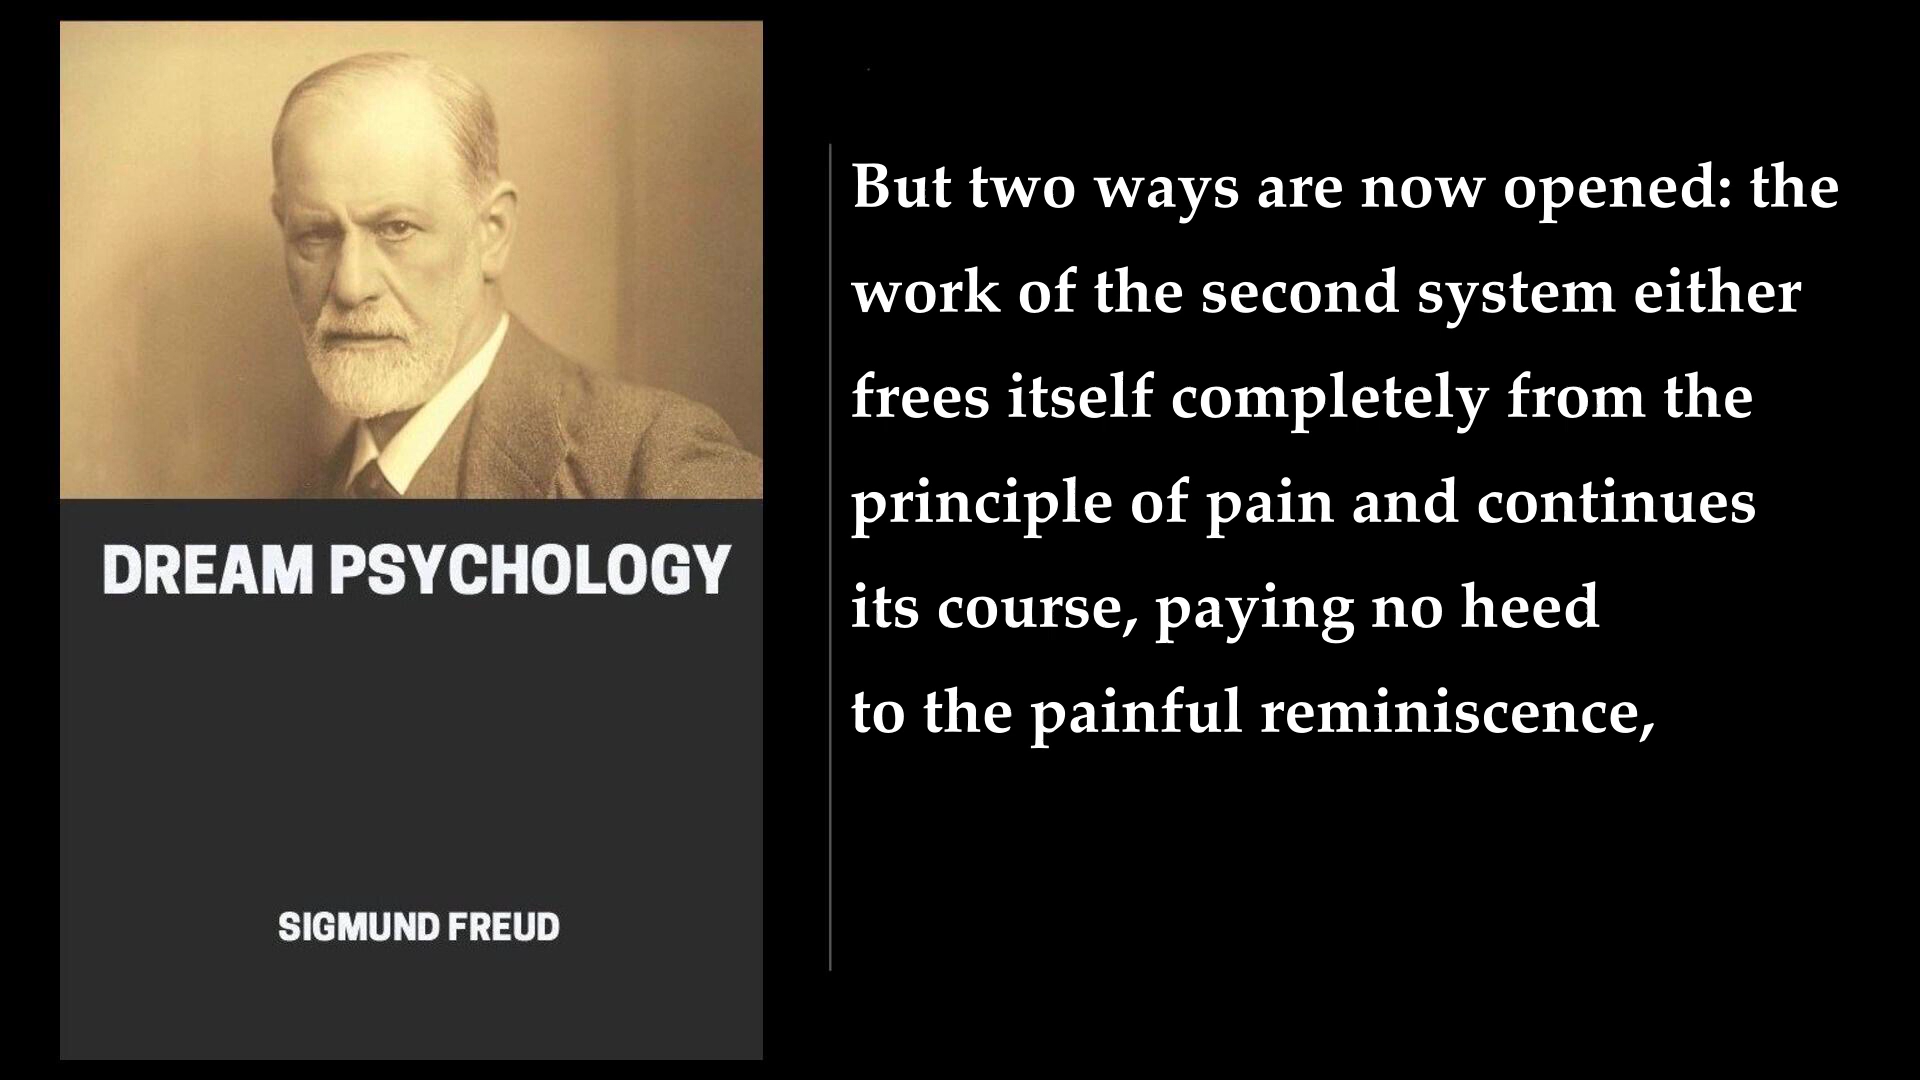 DREAM PSYCHOLOGY
SIGMUND FREUD
But two ways are now opened: the
work of the second system either
frees itself completely from the
principle of pain and continues
its course, paying no heed
to the painful reminiscence,